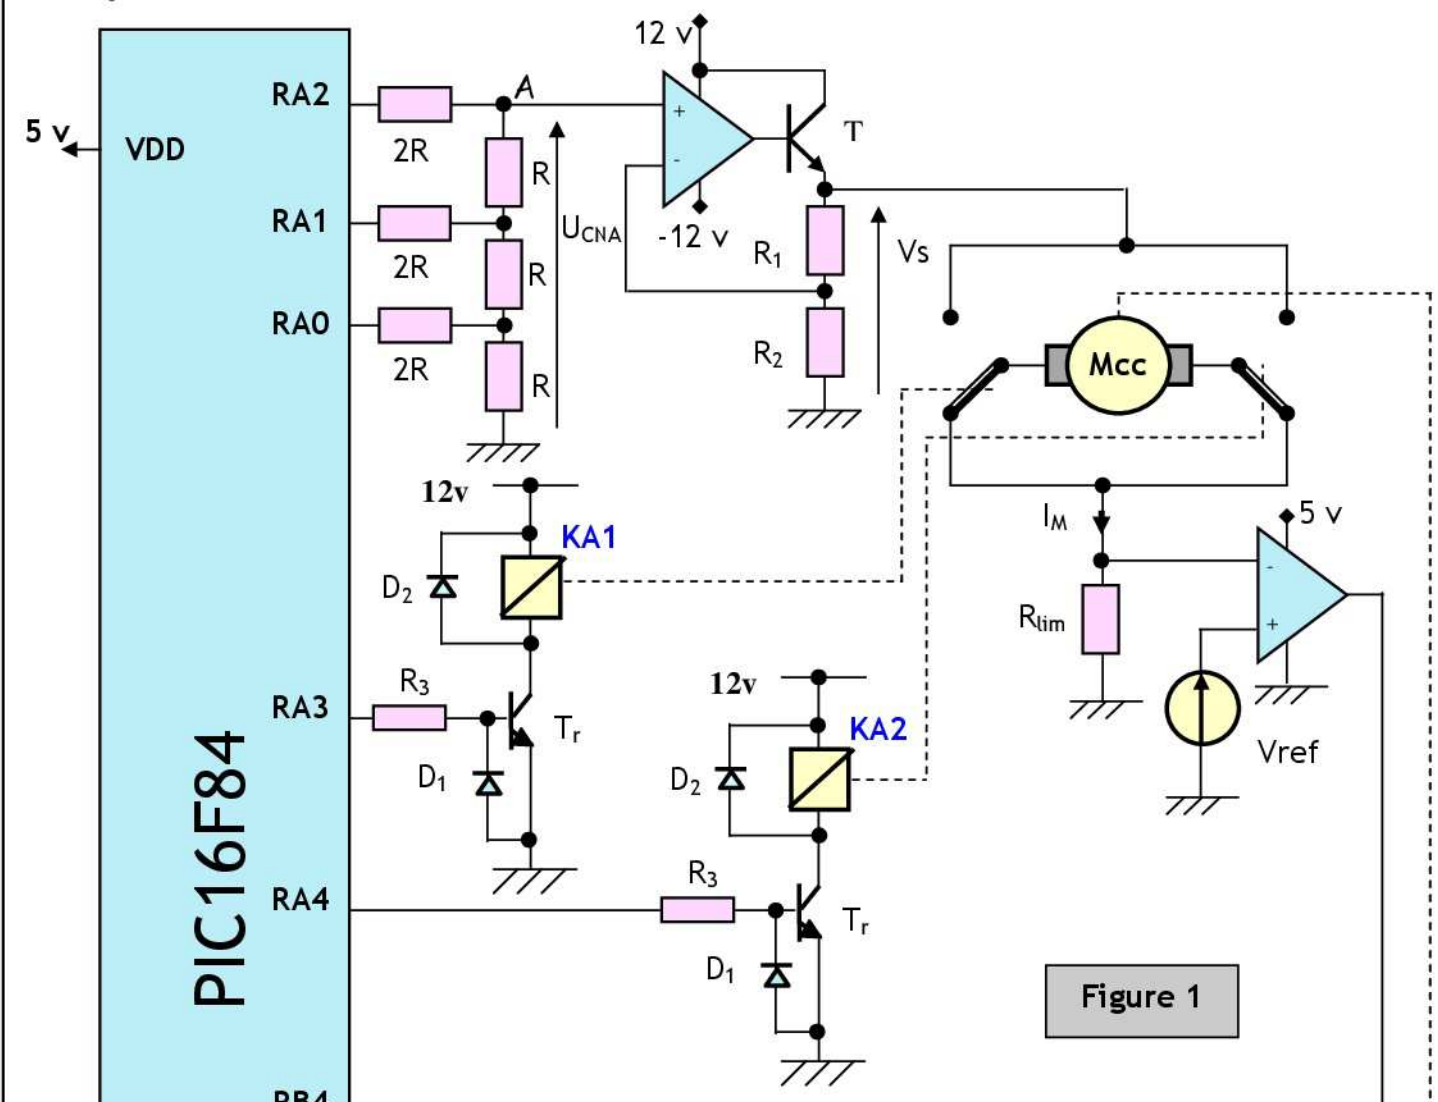 12 v
RA2
A
+
T
5 v
VDD
2R
R
-
RA1
UCNA
-12 v
R1
Vs
2R
R
RA0
R2
Mcc
2R
R
12v
IM
5 v
KA1
-
D2
Rlim
+
R3
12v
RA3
Tr
KA2
Vref
D1
D2
PIC16F84
R3
RA4
Tr
D1
Figure 1
RB4